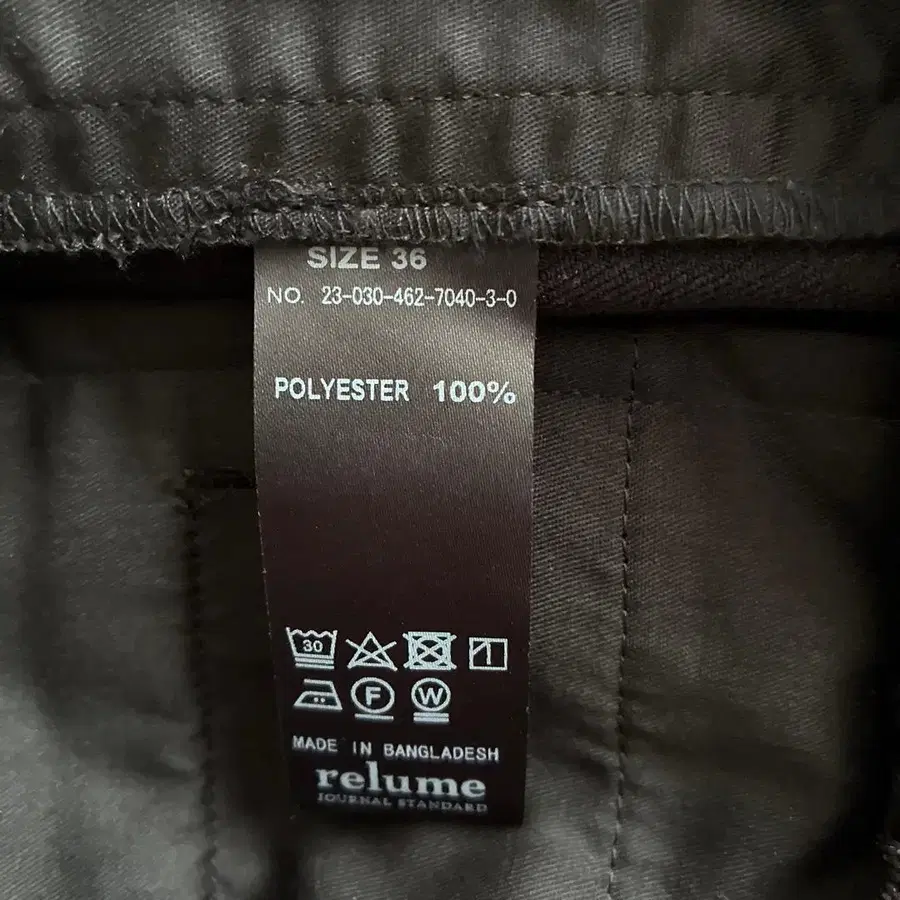 SIZE 36
NO. 23-030-462-7040-3-0
POLYESTER 100%
30
F W
MADE IN BANGLADESH
relume
JOURNAL STANDARD